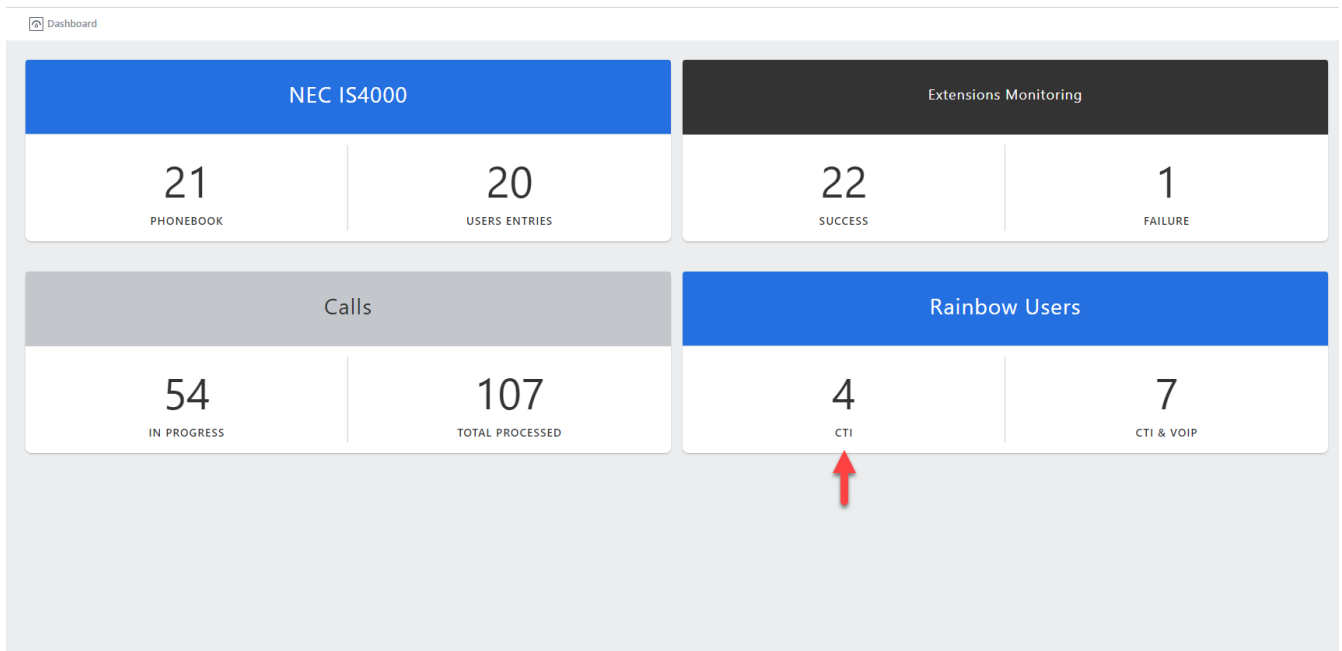 Dashboard
NEC IS4000
Extensions Monitoring
21
20
22
1
PHONEBOOK
USERS ENTRIES
SUCCESS
FAILURE
Calls
Rainbow Users
54
107
4
7
IN PROGRESS
TOTAL PROCESSED
CTI
CTI & VOIP